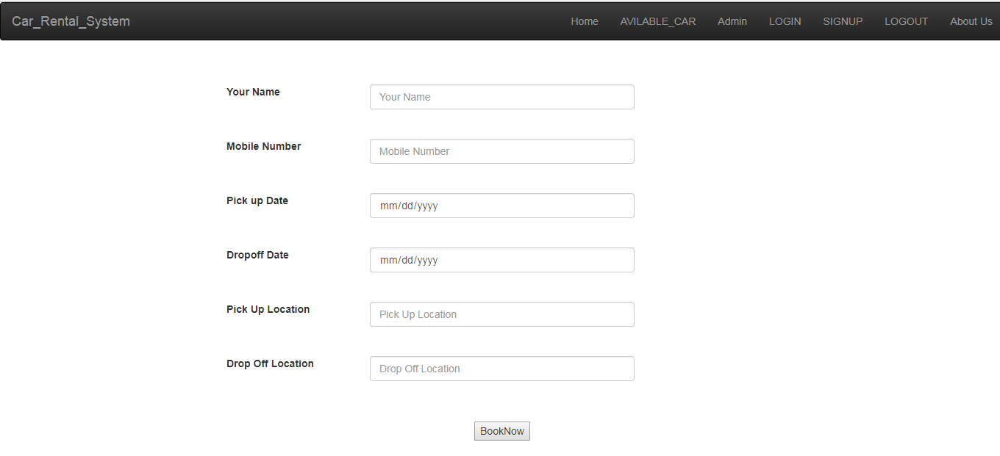 Car_Rental_System Home AVILABLE_CAR Admin LOGIN SIGNUP LOGOUT About Us
Your Name Your Name
Mobile Number Mobile Number
Pick up Date mm/dd/yyyy
Dropoff Date mm/dd/yyyy
Pick Up Location Pick Up Location
Drop Off Location Drop Off Location
BookNow